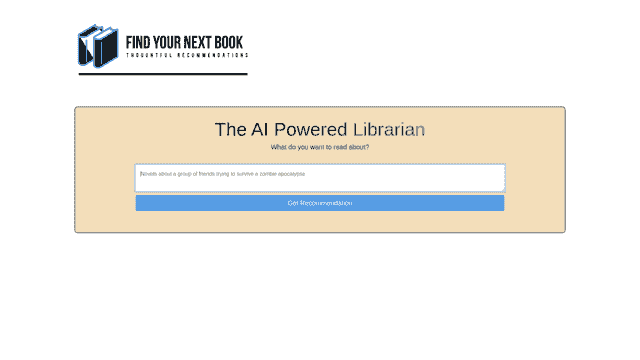 FIND YOUR NEXT BOOK
THOUGHTFUL RECOMMENDATIONS
The AI Powered Librarian
What do you want to read about?
Novels about a group of friends trying to survive a zombie apocalypse
Get Recommendation